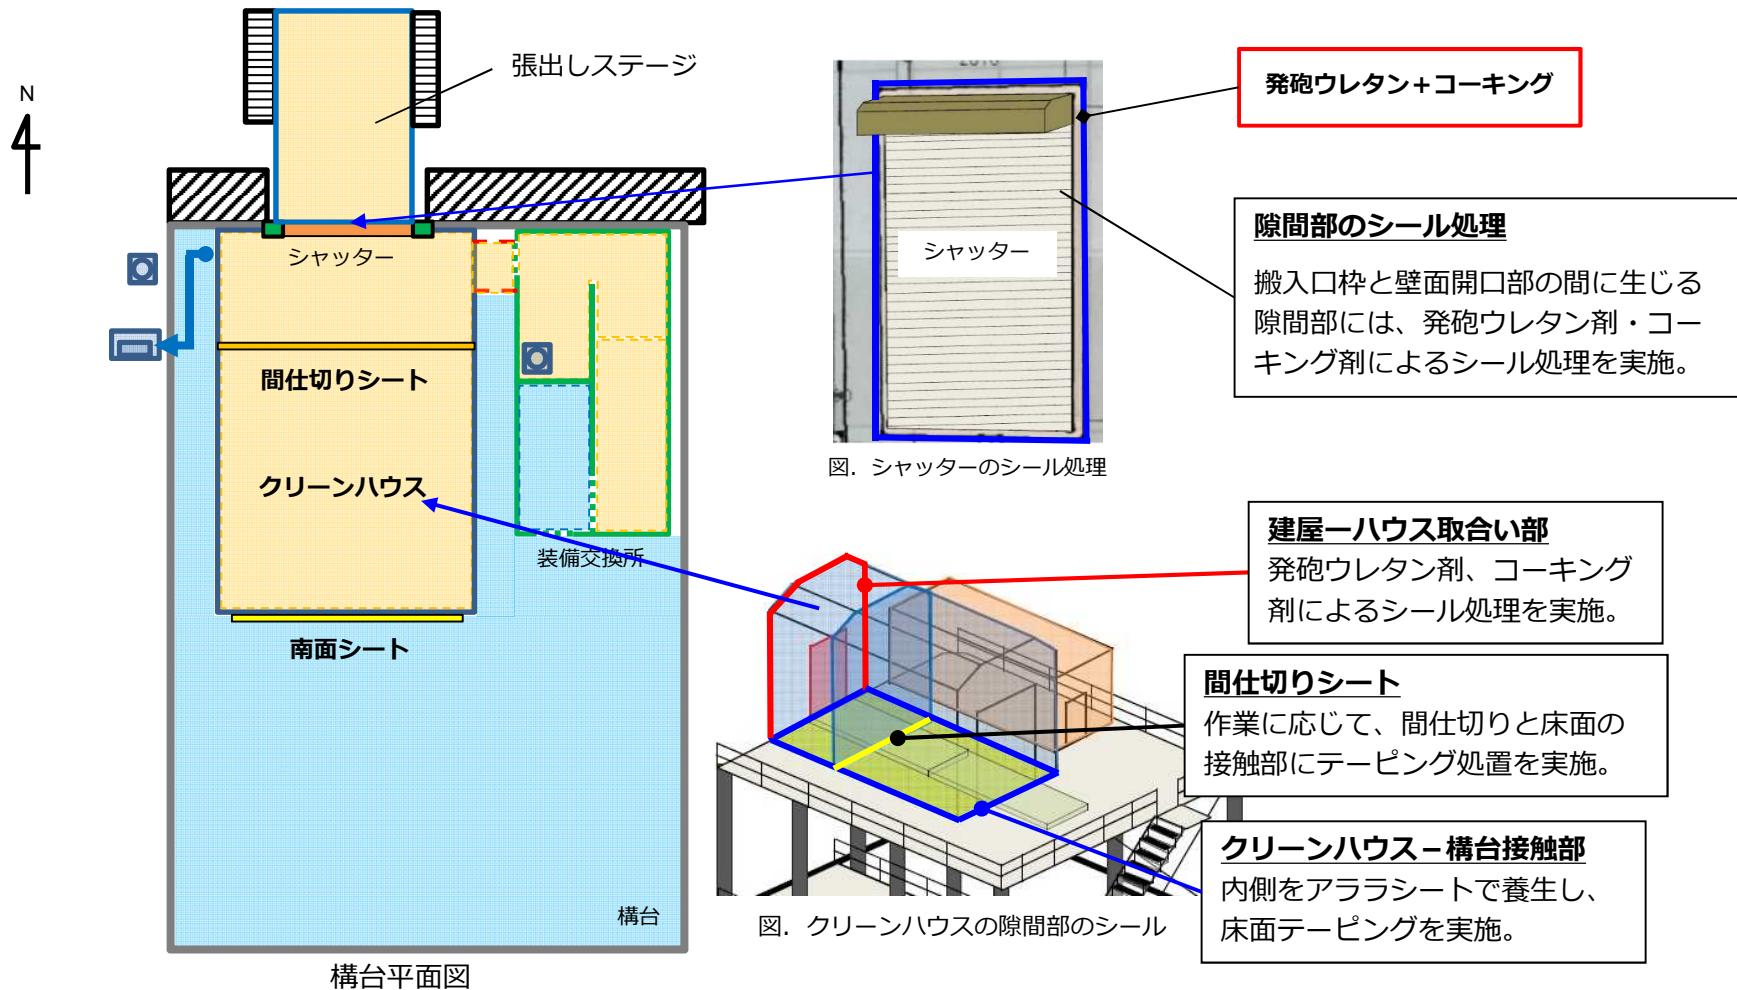 N
張出しステージ
シャッター
間仕切りシート
クリーンハウス
装備交換所
南面シート
構台
構台平面図
発砲ウレタン+コーキング
シャッター
図. シャッターのシール処理
隙間部のシール処理
搬入口枠と壁面開口部の間に生じる
隙間部には、発砲ウレタン剤・コー
キング剤によるシール処理を実施。
建屋ーハウス取合い部
発砲ウレタン剤、コーキング
剤によるシール処理を実施。
間仕切りシート
作業に応じて、間仕切りと床面の
接触部にテーピング処置を実施。
クリーンハウス-構台接触部
内側をアララシートで養生し、
床面テーピングを実施。
図. クリーンハウスの隙間部のシール